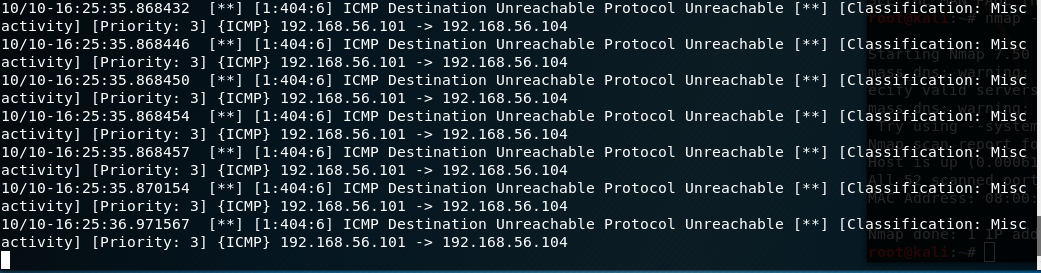 10/10-16:25:35.868432  [**] [1:404:6] ICMP Destination Unreachable Protocol Unreachable [**] [Classification: Misc
activity] [Priority: 3] {ICMP} 192.168.56.101 -> 192.168.56.104
10/10-16:25:35.868446  [**] [1:404:6] ICMP Destination Unreachable Protocol Unreachable [**] [Classification: Misc
activity] [Priority: 3] {ICMP} 192.168.56.101 -> 192.168.56.104
10/10-16:25:35.868450  [**] [1:404:6] ICMP Destination Unreachable Protocol Unreachable [**] [Classification: Misc
activity] [Priority: 3] {ICMP} 192.168.56.101 -> 192.168.56.104
10/10-16:25:35.868454  [**] [1:404:6] ICMP Destination Unreachable Protocol Unreachable [**] [Classification: Misc
activity] [Priority: 3] {ICMP} 192.168.56.101 -> 192.168.56.104
10/10-16:25:35.868457  [**] [1:404:6] ICMP Destination Unreachable Protocol Unreachable [**] [Classification: Misc
activity] [Priority: 3] {ICMP} 192.168.56.101 -> 192.168.56.104
10/10-16:25:35.870154  [**] [1:404:6] ICMP Destination Unreachable Protocol Unreachable [**] [Classification: Misc
activity] [Priority: 3] {ICMP} 192.168.56.101 -> 192.168.56.104
10/10-16:25:36.971567  [**] [1:404:6] ICMP Destination Unreachable Protocol Unreachable [**] [Classification: Misc
activity] [Priority: 3] {ICMP} 192.168.56.101 -> 192.168.56.104
root@kali:~# nmap -
Starting Nmap 7.50
mass_dns: warning:
ecify valid servers
mass_dns: warning:
Try using --system
Nmap scan report fo
Host is up (0.00061
All 52 scanned port
MAC Address: 08:00:
Nmap done: 1 IP add
root@kali:~#